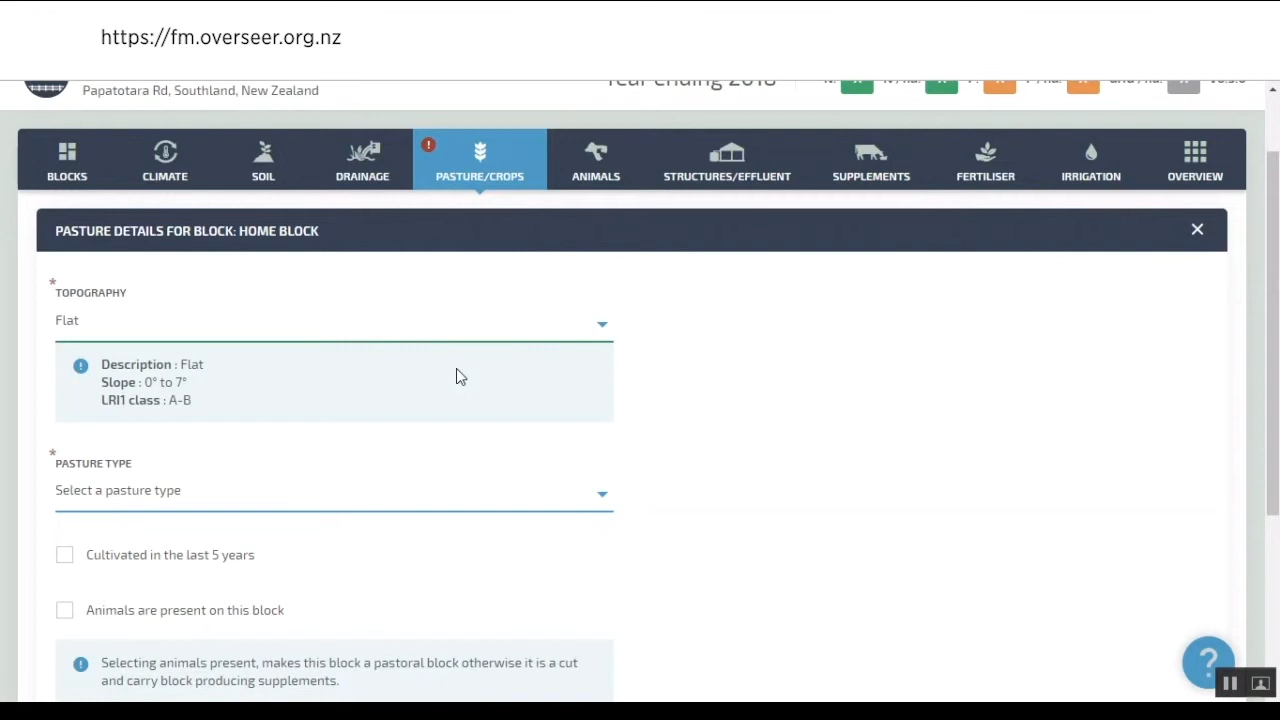 https://fm.overseer.org.nz
Year ending 2018
Papatotara Rd, Southland, New Zealand
BLOCKS
CLIMATE
SOIL
DRAINAGE
PASTURE/CROPS
ANIMALS
STRUCTURES/EFFLUENT
SUPPLEMENTS
FERTILISER
IRRIGATION
OVERVIEW
PASTURE DETAILS FOR BLOCK: HOME BLOCK
* TOPOGRAPHY
Flat
Description : Flat
Slope : 0° to 7°
LRI1 class : A-B
* PASTURE TYPE
Select a pasture type
Cultivated in the last 5 years
Animals are present on this block
Selecting animals present, makes this block a pastoral block otherwise it is a cut
and carry block producing supplements.